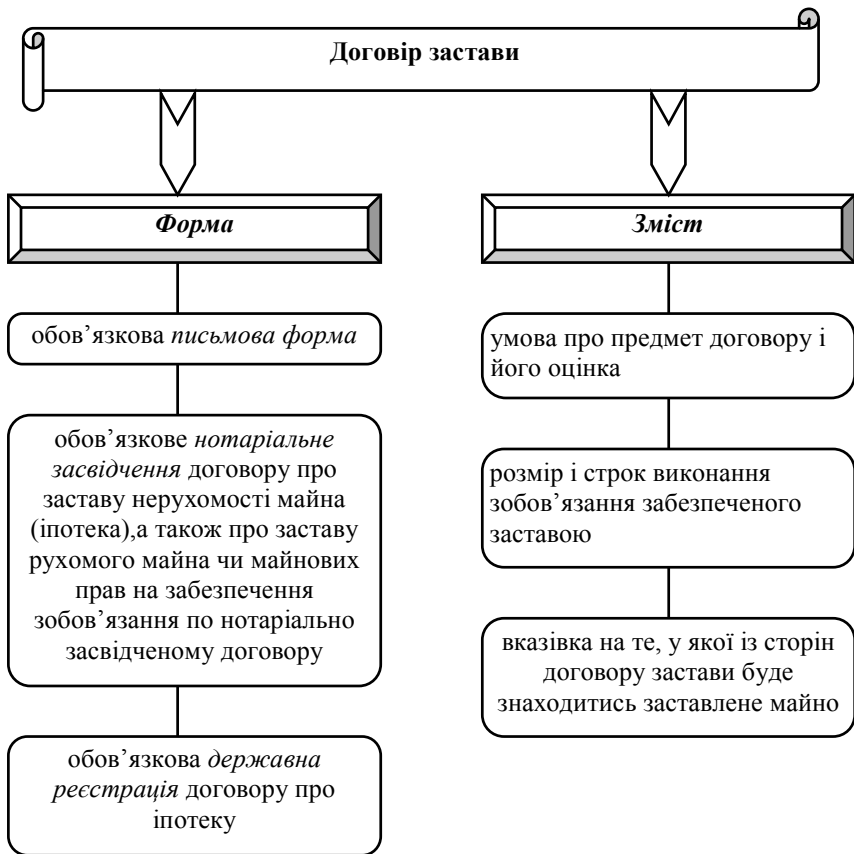 Договір застави
Форма
обов’язкова письмова форма
обов’язкове нотаріальне
засвідчення договору про
заставу нерухомості майна
(іпотека),а також про заставу
рухомого майна чи майнових
прав на забезпечення
зобов’язання по нотаріально
засвідченому договору
обов’язкова державна
реєстрація договору про
іпотеку
Зміст
умова про предмет договору і
його оцінка
розмір і строк виконання
зобов’язання забезпеченого
заставою
вказівка на те, у якої із сторін
договору застави буде
знаходитись заставлене майно